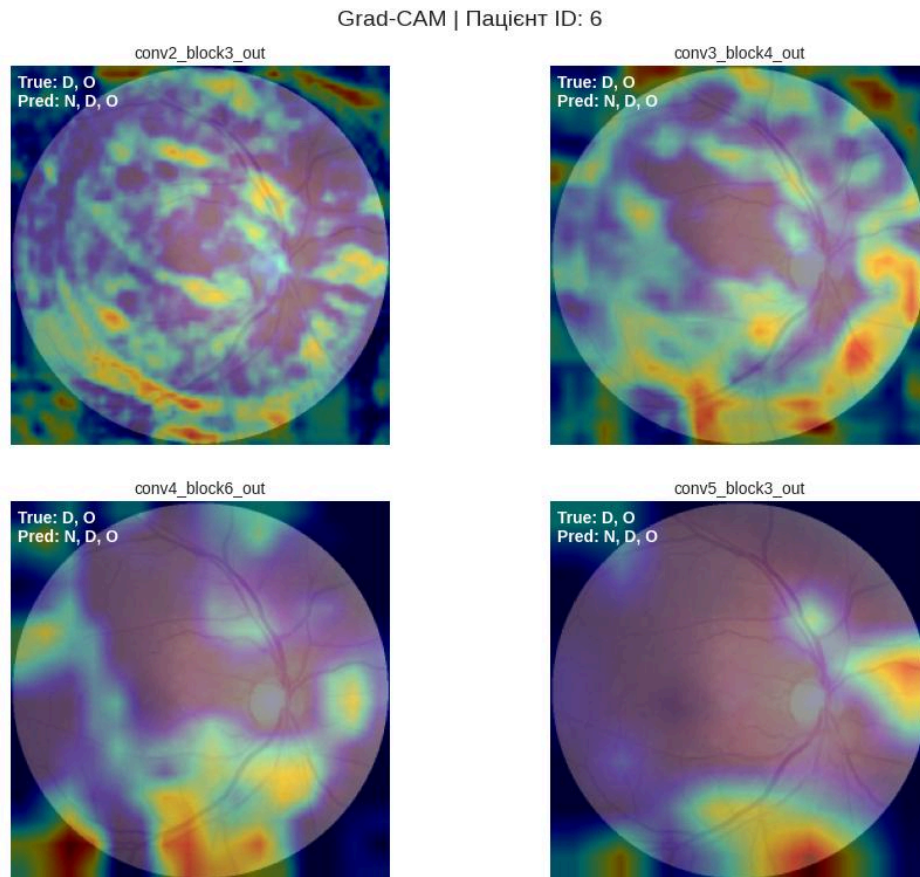 Grad-CAM | Пацієнт ID: 6
conv2_block3_out
True: D, O
Pred: N, D, O
conv3_block4_out
True: D, O
Pred: N, D, O
conv4_block6_out
True: D, O
Pred: N, D, O
conv5_block3_out
True: D, O
Pred: N, D, O